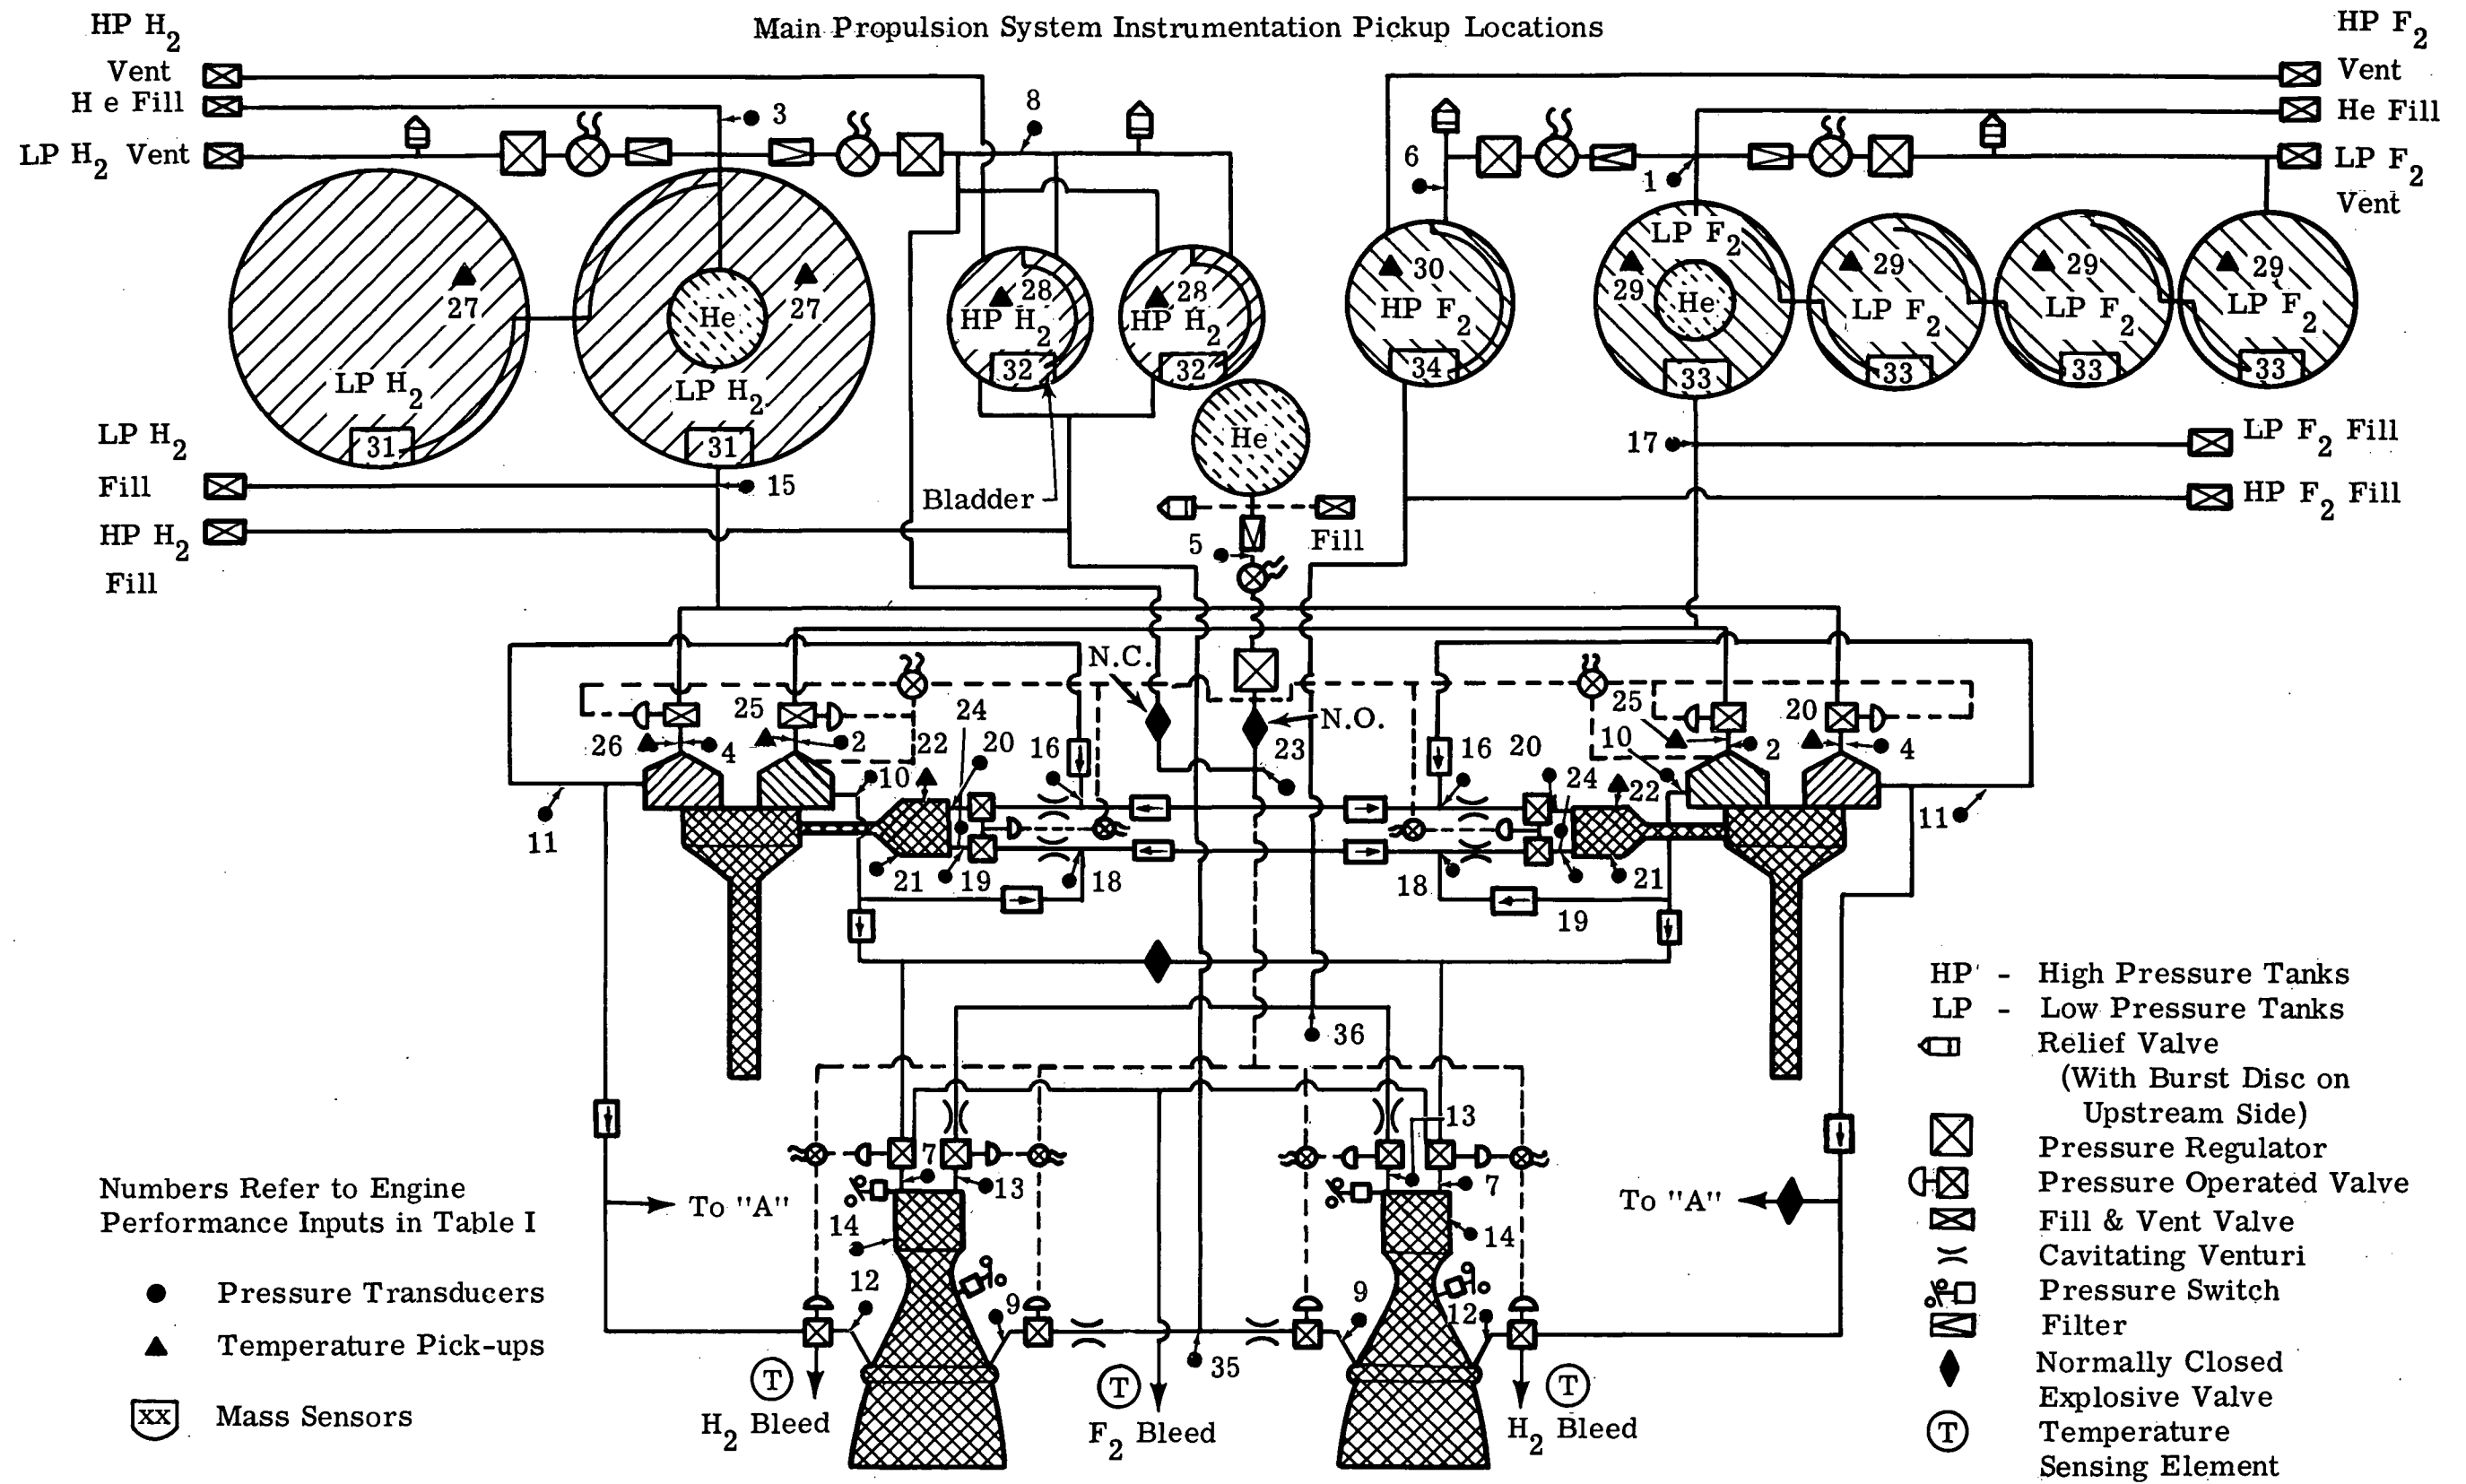 Main Propulsion System Instrumentation Pickup Locations
HP H2
Vent
H e Fill
LP H2 Vent
3
8
6
1
HP F2
Vent
He Fill
LP F2
Vent
27
LP H2
31
27
He
LP H2
31
28
HP H2
32
28
HP H2
32
30
HP F2
34
LP F2
29
He
33
29
LP F2
33
29
LP F2
33
29
LP F2
33
He
LP H2
Fill
15
HP H2
Fill
Bladder
5
Fill
17
LP F2 Fill
HP F2 Fill
N.C.
N.O.
26
4
25
2
22
24
20
16
10
11
21
19
18
23
16
20
24
22
10
25
2
20
4
11
18
19
21
36
7
13
14
12
9
13
7
14
9
12
35
To "A"
To "A"
T
H2 Bleed
T
F2 Bleed
T
H2 Bleed
Numbers Refer to Engine
Performance Inputs in Table I
Pressure Transducers
Temperature Pick-ups
XX Mass Sensors
HP - High Pressure Tanks
LP - Low Pressure Tanks
Relief Valve
(With Burst Disc on
Upstream Side)
Pressure Regulator
Pressure Operated Valve
Fill & Vent Valve
Cavitating Venturi
Pressure Switch
Filter
Normally Closed
Explosive Valve
T Temperature
Sensing Element